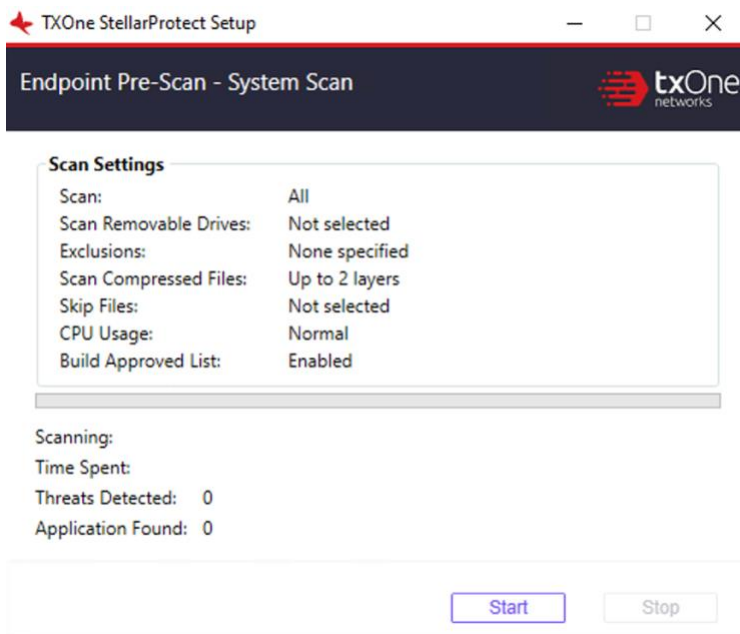 TXOne StellarProtect Setup
Endpoint Pre-Scan - System Scan
txOne
networks
Scan Settings
Scan: All
Scan Removable Drives: Not selected
Exclusions: None specified
Scan Compressed Files: Up to 2 layers
Skip Files: Not selected
CPU Usage: Normal
Build Approved List: Enabled
Scanning:
Time Spent:
Threats Detected: 0
Application Found: 0
Start Stop